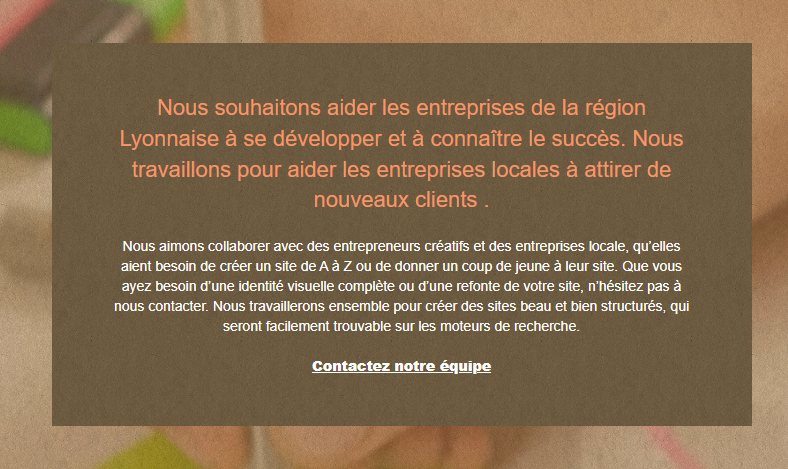 Nous souhaitons aider les entreprises de la région
Lyonnaise à se développer et à connaître le succès. Nous
travaillons pour aider les entreprises locales à attirer de
nouveaux clients .
Nous aimons collaborer avec des entrepreneurs créatifs et des entreprises locale, qu’elles
aient besoin de créer un site de A à Z ou de donner un coup de jeune à leur site. Que vous
ayez besoin d’une identité visuelle complète ou d’une refonte de votre site, n’hésitez pas à
nous contacter. Nous travaillerons ensemble pour créer des sites beau et bien structurés, qui
seront facilement trouvable sur les moteurs de recherche.
Contactez notre équipe